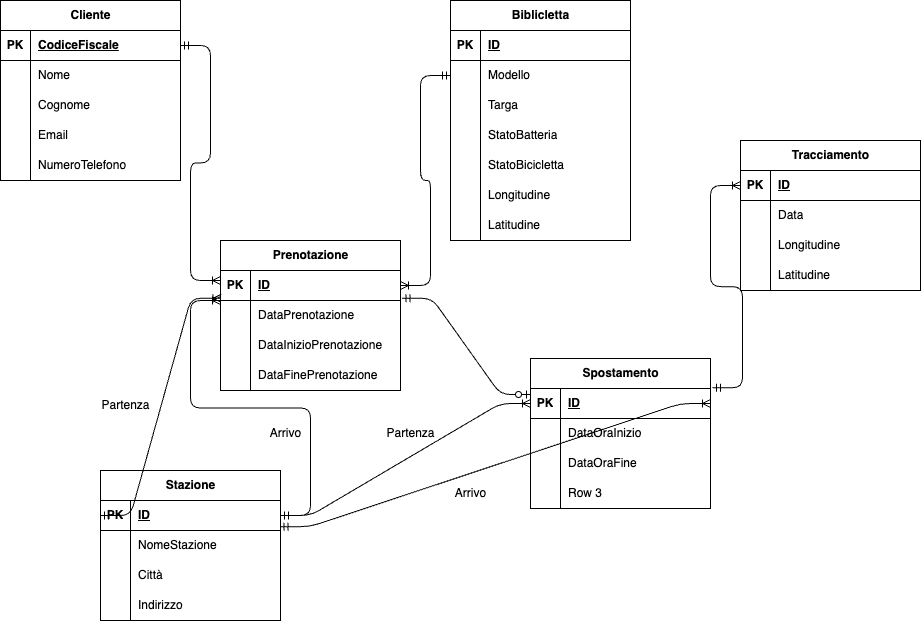 Cliente
PK CodiceFiscale
Nome
Cognome
Email
NumeroTelefono
Biblicletta
PK ID
Modello
Targa
StatoBatteria
StatoBicicletta
Longitudine
Latitudine
Tracciamento
PK ID
Data
Longitudine
Latitudine
Prenotazione
PK ID
DataPrenotazione
DataInizioPrenotazione
DataFinePrenotazione
Spostamento
PK ID
DataOraInizio
DataOraFine
Row 3
Partenza
Arrivo
Partenza
Arrivo
Stazione
PK ID
NomeStazione
Città
Indirizzo